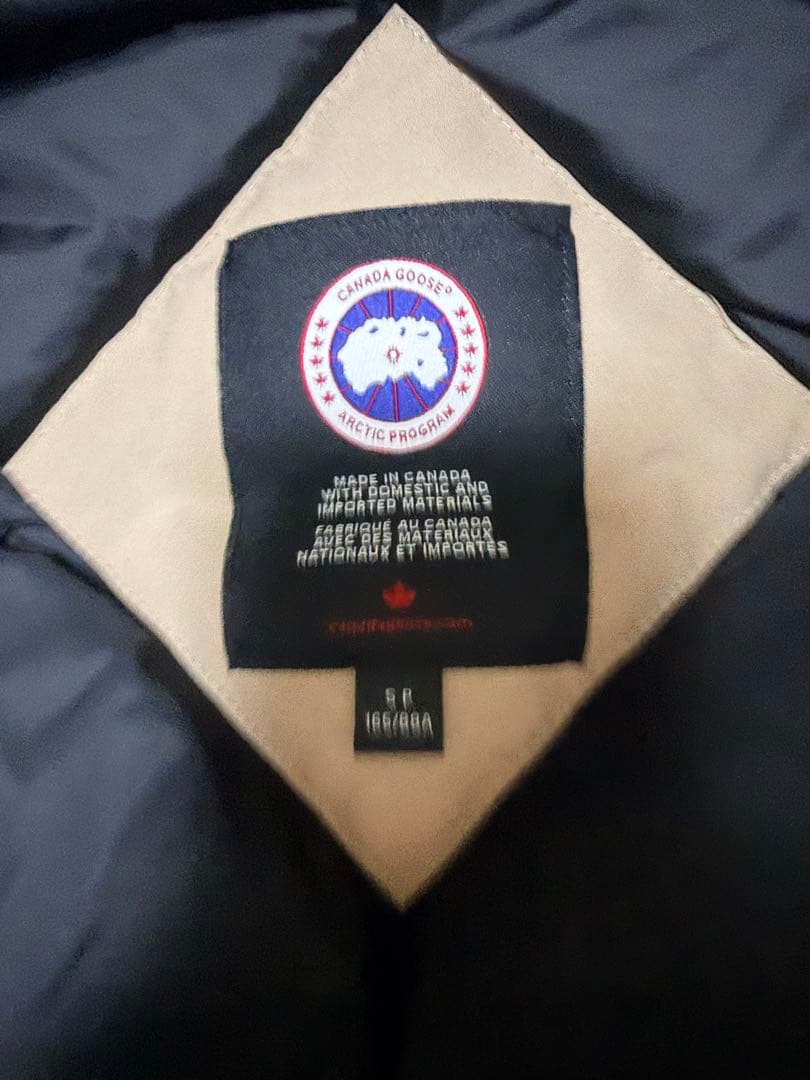 CANADA GOOSE®
ARCTIC PROGRAM
MADE IN CANADA
WITH DOMESTIC AND
IMPORTED MATERIALS
FABRIQUÉ AU CANADA
AVEC DES MATERIAUX
NATIONAUX ET IMPORTÉS